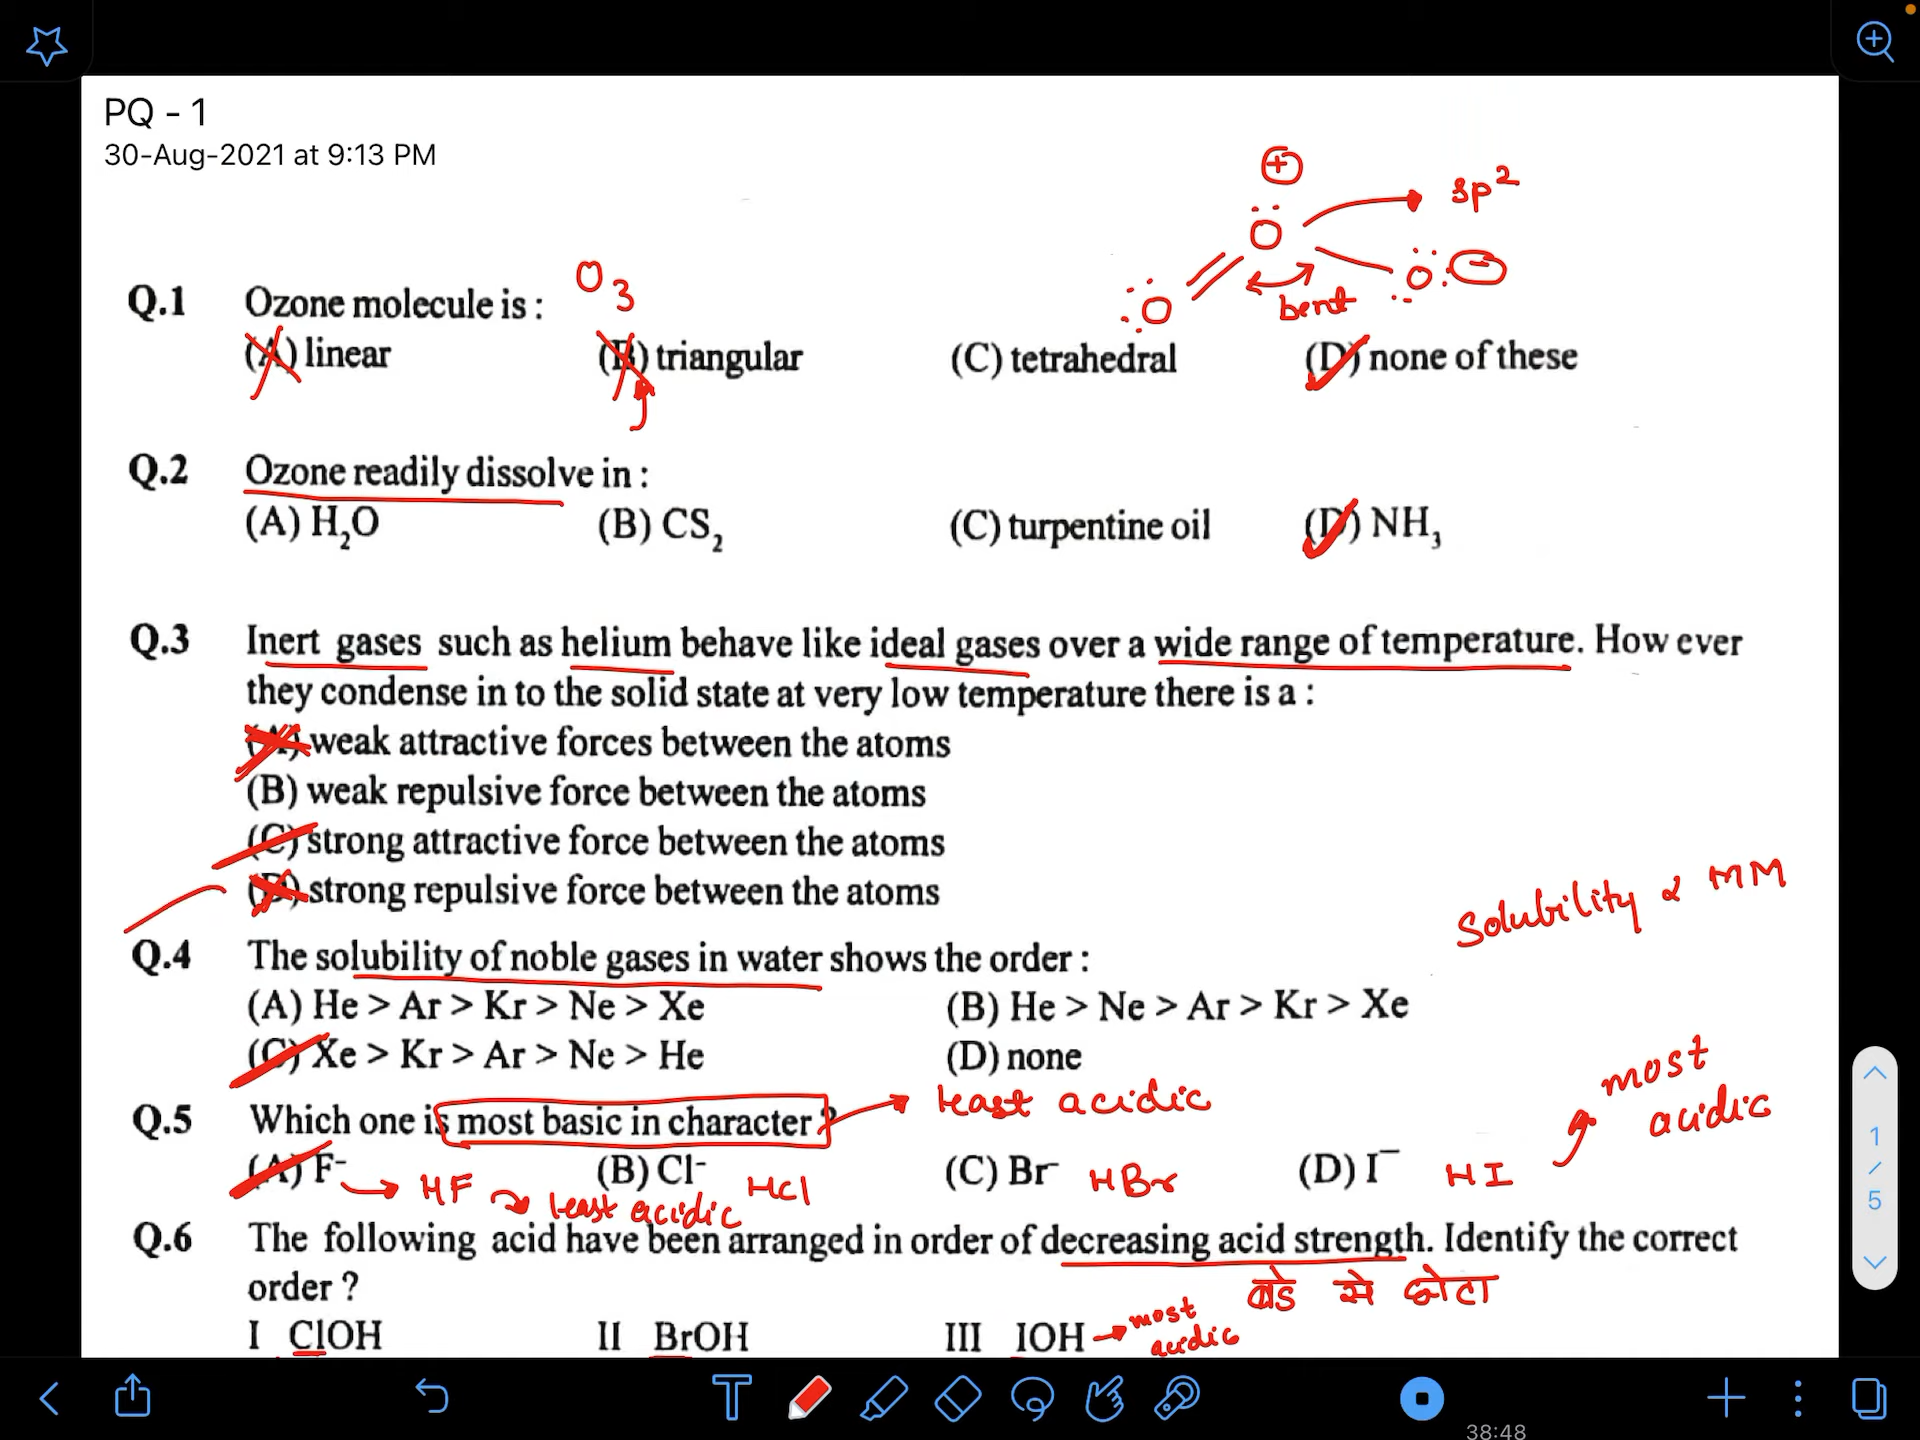 PQ - 1
30-Aug-2021 at 9:13 PM
⊕
sp²
O
O O ⊖
bent
O₃
Q.1 Ozone molecule is :
(A) linear (B) triangular (C) tetrahedral (D) none of these
Q.2 Ozone readily dissolve in :
(A) H₂O (B) CS₂ (C) turpentine oil (D) NH₃
Q.3 Inert gases such as helium behave like ideal gases over a wide range of temperature. How ever
they condense in to the solid state at very low temperature there is a :
(A) weak attractive forces between the atoms
(B) weak repulsive force between the atoms
(C) strong attractive force between the atoms
(D) strong repulsive force between the atoms
Solubility ∝ MM
Q.4 The solubility of noble gases in water shows the order :
(A) He > Ar > Kr > Ne > Xe (B) He > Ne > Ar > Kr > Xe
(C) Xe > Kr > Ar > Ne > He (D) none
Q.5 Which one is most basic in character ? → least acidic
most
acidic
(A) F⁻ → HF (B) Cl⁻ HCl (C) Br⁻ HBr (D) I⁻ HI
least acidic
Q.6 The following acid have been arranged in order of decreasing acid strength. Identify the correct
order ?
बड़े से छोटा
I ClOH II BrOH III IOH → most
acidic
1
/
5
T
38:48